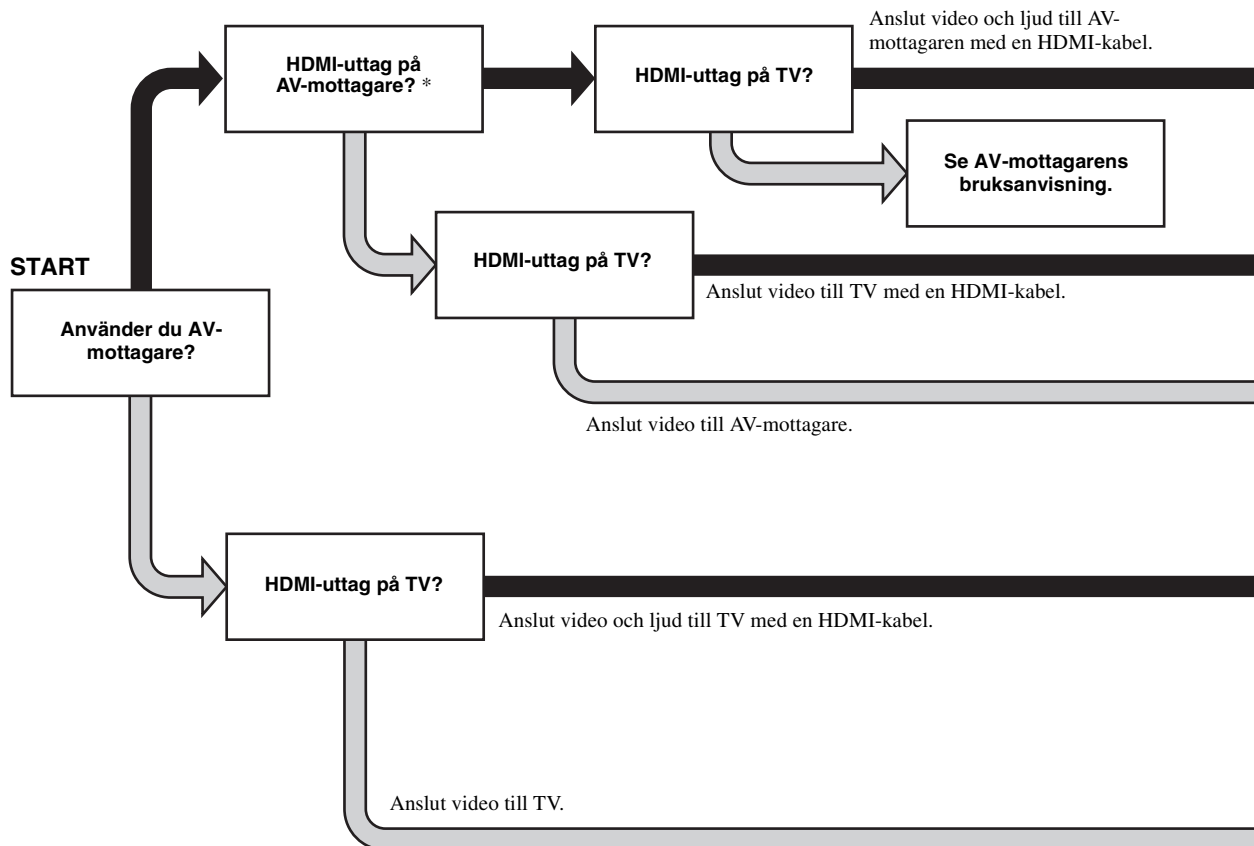 Anslut video och ljud till AV-
mottagaren med en HDMI-kabel.
HDMI-uttag på
AV-mottagare? *
HDMI-uttag på TV?
Se AV-mottagarens
bruksanvisning.
HDMI-uttag på TV?
START
Anslut video till TV med en HDMI-kabel.
Använder du AV-
mottagare?
Anslut video till AV-mottagare.
HDMI-uttag på TV?
Anslut video och ljud till TV med en HDMI-kabel.
Anslut video till TV.